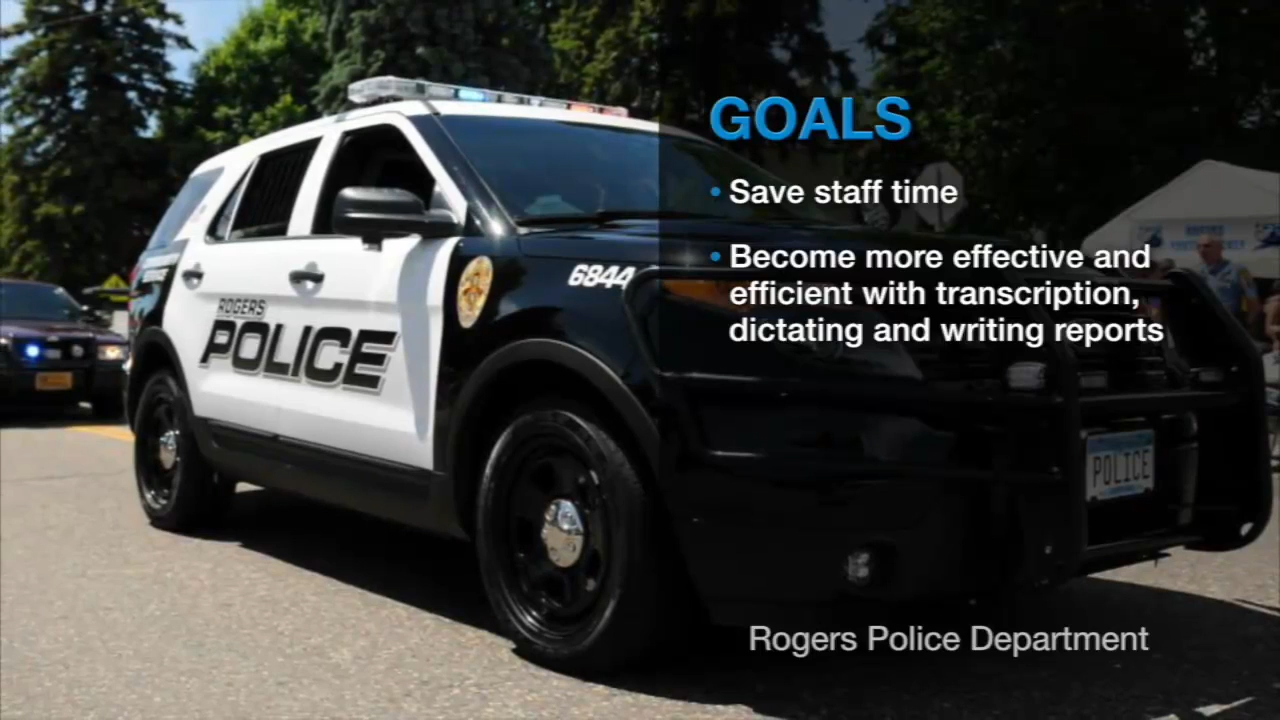 GOALS
• Save staff time
• Become more effective and
efficient with transcription,
dictating and writing reports
6844
ROGERS
POLICE
POLICE
Rogers Police Department